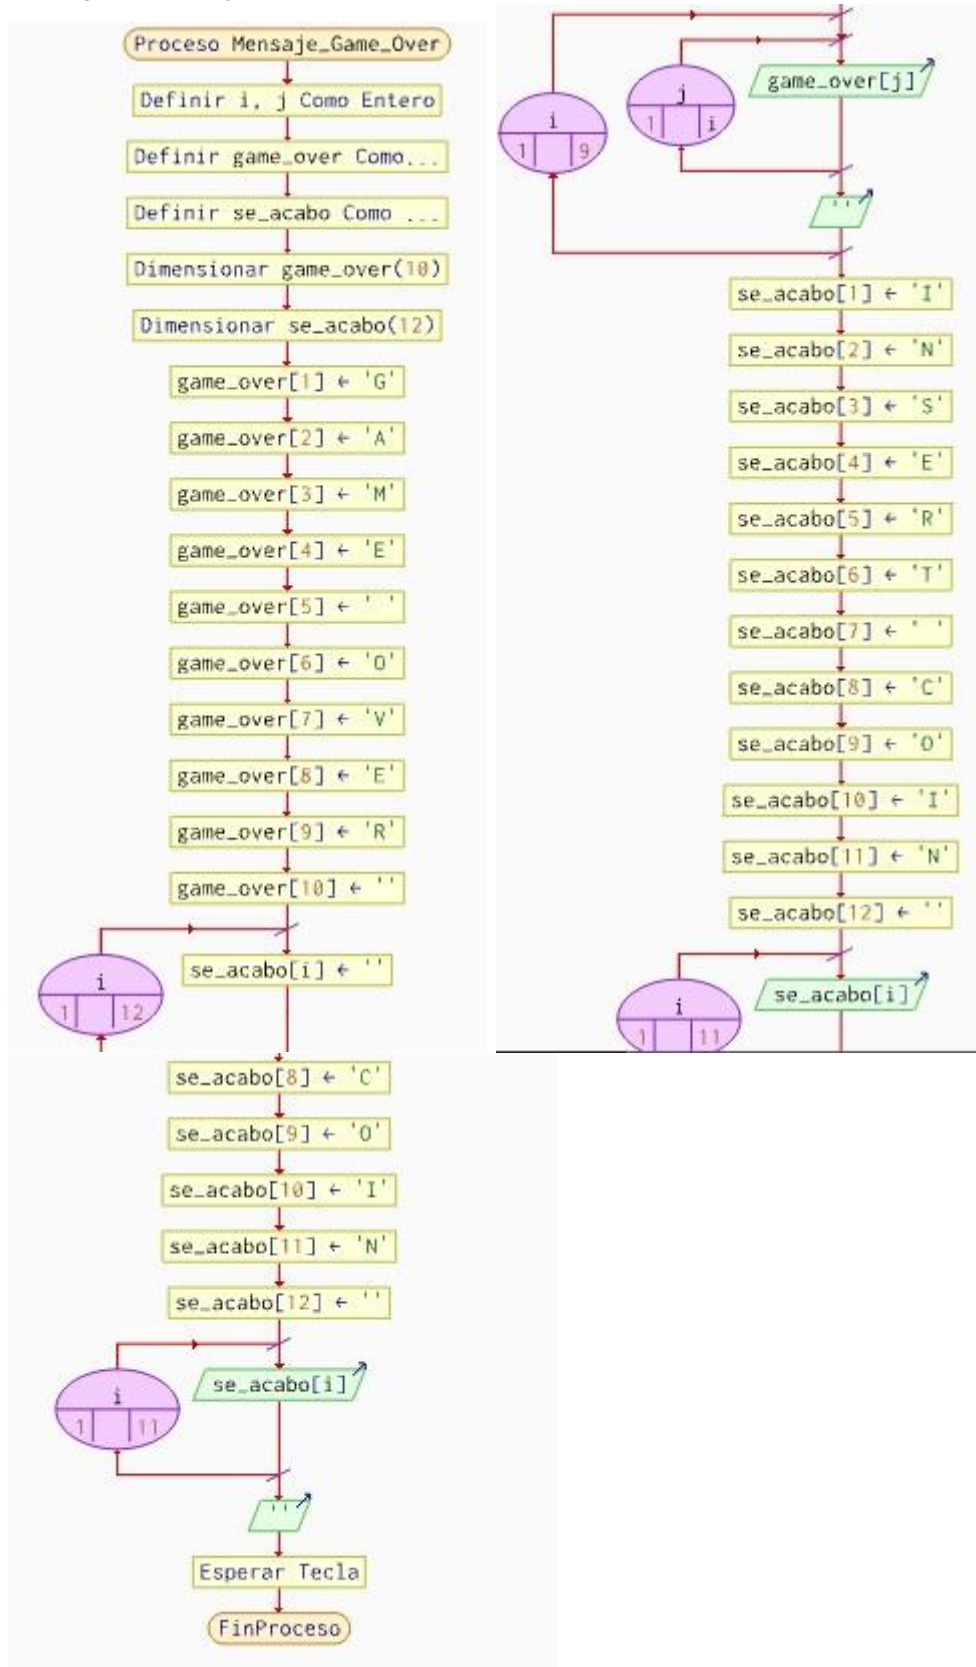 Proceso Mensaje_Game_Over
Definir i, j Como Entero
Definir game_over Como...
Definir se_acabo Como ...
Dimensionar game_over(10)
Dimensionar se_acabo(12)
game_over[1] ← 'G'
game_over[2] ← 'A'
game_over[3] ← 'M'
game_over[4] ← 'E'
game_over[5] ← ' '
game_over[6] ← 'O'
game_over[7] ← 'V'
game_over[8] ← 'E'
game_over[9] ← 'R'
game_over[10] ← ''
i
1 12
se_acabo[i] ← ''
i
1 9
j
1 i
game_over[j]
''
se_acabo[1] ← 'I'
se_acabo[2] ← 'N'
se_acabo[3] ← 'S'
se_acabo[4] ← 'E'
se_acabo[5] ← 'R'
se_acabo[6] ← 'T'
se_acabo[7] ← ' '
se_acabo[8] ← 'C'
se_acabo[9] ← 'O'
se_acabo[10] ← 'I'
se_acabo[11] ← 'N'
se_acabo[12] ← ''
i
1 11
se_acabo[i]
se_acabo[8] ← 'C'
se_acabo[9] ← 'O'
se_acabo[10] ← 'I'
se_acabo[11] ← 'N'
se_acabo[12] ← ''
i
1 11
se_acabo[i]
''
Esperar Tecla
FinProceso